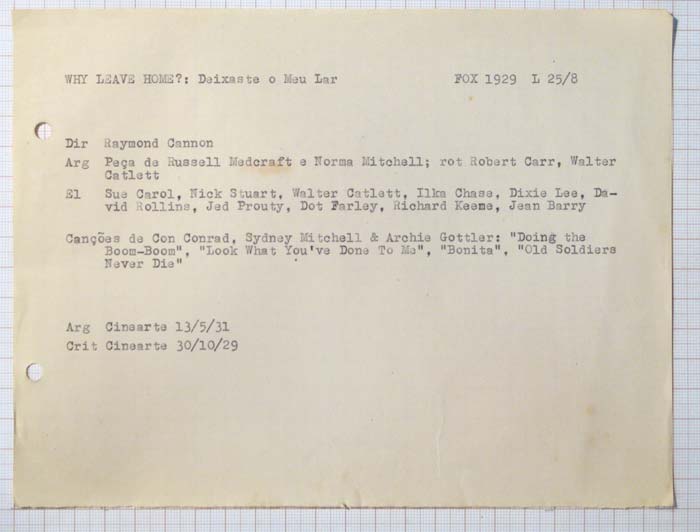 WHY LEAVE HOME?: Deixaste o Meu Lar FOX 1929 L 25/8
Dir Raymond Cannon
Arg Peça de Russell Medcraft e Norma Mitchell; rot Robert Carr, Walter
Catlett
El Sue Carol, Nick Stuart, Walter Catlett, Ilka Chase, Dixie Lee, Da-
vid Rollins, Jed Prouty, Dot Farley, Richard Keene, Jean Barry
Canções de Con Conrad, Sydney Mitchell & Archie Gottler: "Doing the
Boom-Boom", "Look What You've Done To Me", "Bonita", "Old Soldiers
Never Die"
Arg Cinearte 13/5/31
Crit Cinearte 30/10/29